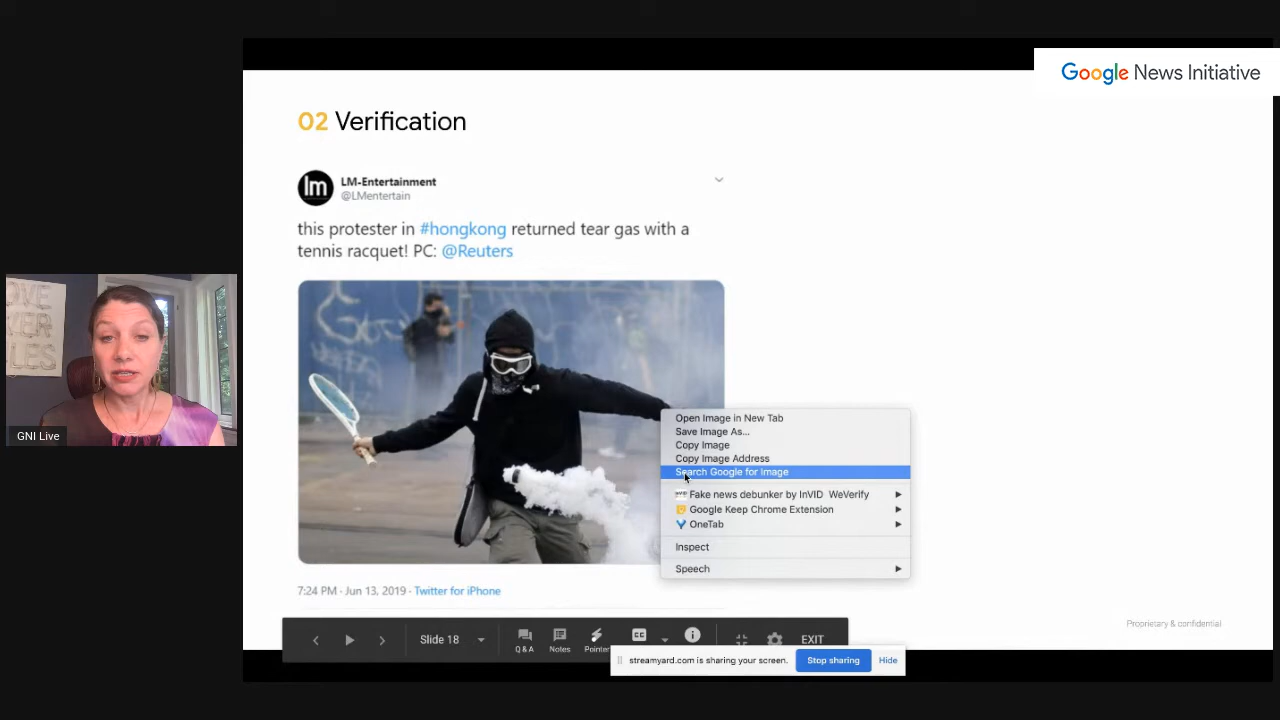 Google News Initiative
02 Verification
lm
LM-Entertainment
@LMentertain
this protester in #hongkong returned tear gas with a
tennis racquet! PC: @Reuters
Open Image in New Tab
Save Image As...
Copy Image
Copy Image Address
Search Google for Image
Fake news debunker by InVID WeVerify
Google Keep Chrome Extension
OneTab
Inspect
Speech
7:24 PM · Jun 13, 2019 · Twitter for iPhone
GNI Live
Proprietary & confidential
Slide 18
Q & A
Notes
Pointer
CC
EXIT
streamyard.com is sharing your screen.
Stop sharing
Hide